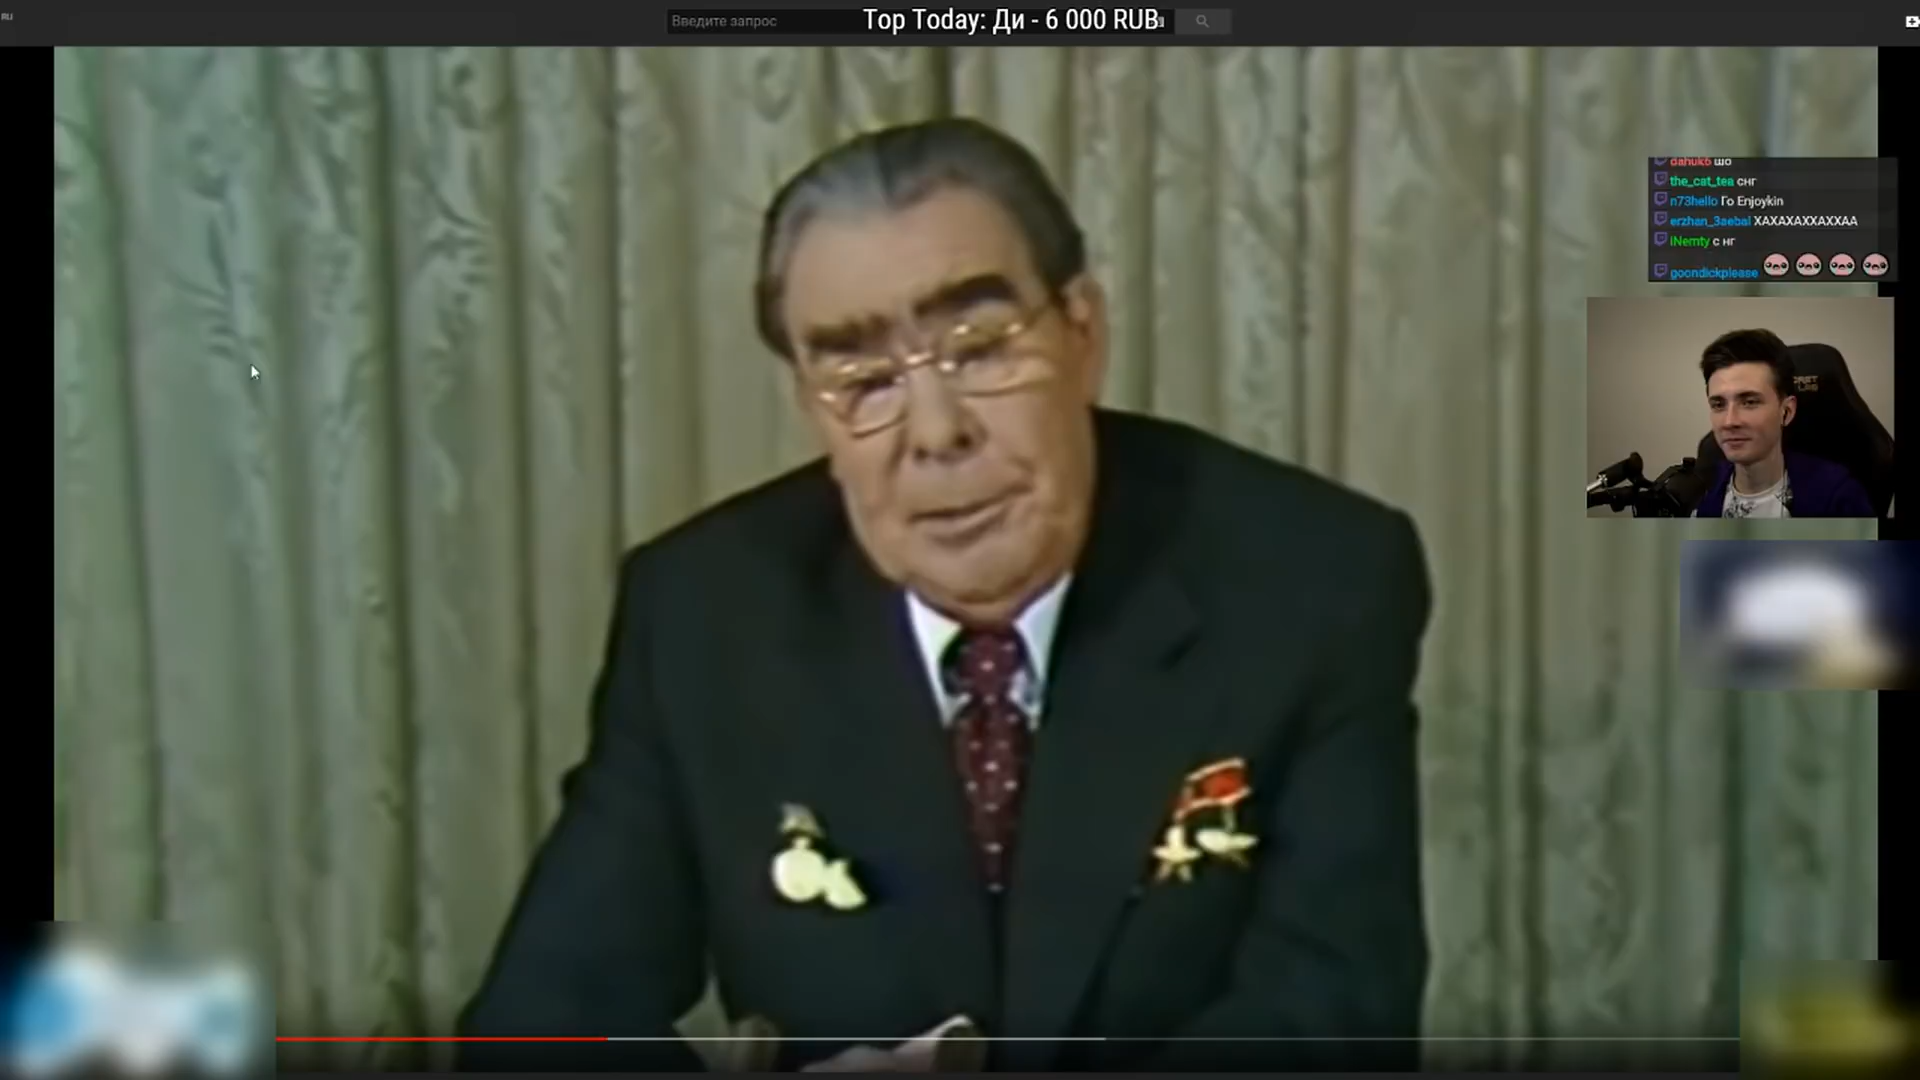 RU
Введите запрос
Top Today: Ди - 6 000 RUB
dahuk6 шо
the_cat_tea снг
n73hello Го Enjoykin
erzhan_3aebal ХАХАХАХХАХХАА
iNemty с нг
goondickplease